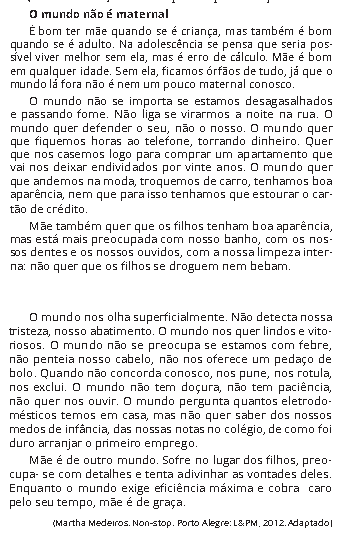 O mundo não é maternal
É bom ter mãe quando se é criança, mas também é bom
quando se é adulto. Na adolescência se pensa que seria pos-
sível viver melhor sem ela, mas é erro de cálculo. Mãe é bom
em qualquer idade. Sem ela, ficamos órfãos de tudo, já que o
mundo lá fora não é nem um pouco maternal conosco.
O mundo não se importa se estamos desagasalhados
e passando fome. Não liga se virarmos a noite na rua. O
mundo quer defender o seu, não o nosso. O mundo quer
que fiquemos horas ao telefone, torrando dinheiro. Quer
que nos casemos logo para comprar um apartamento que
vai nos deixar endividados por vinte anos. O mundo quer
que andemos na moda, troquemos de carro, tenhamos boa
aparência, nem que para isso tenhamos que estourar o car-
tão de crédito.
Mãe também quer que os filhos tenham boa aparência,
mas está mais preocupada com nosso banho, com os nos-
sos dentes e os nossos ouvidos, com a nossa limpeza inter-
na: não quer que os filhos se droguem nem bebam.
O mundo nos olha superficialmente. Não detecta nossa
tristeza, nosso abatimento. O mundo nos quer lindos e vito-
riosos. O mundo não se preocupa se estamos com febre,
não penteia nosso cabelo, não nos oferece um pedaço de
bolo. Quando não concorda conosco, nos pune, nos rotula,
nos exclui. O mundo não tem doçura, não tem paciência,
não quer nos ouvir. O mundo pergunta quantos eletrodo-
mésticos temos em casa, mas não quer saber dos nossos
medos de infância, das nossas notas no colégio, de como foi
duro arranjar o primeiro emprego.
Mãe é de outro mundo. Sofre no lugar dos filhos, preo-
cupa- se com detalhes e tenta adivinhar as vontades deles.
Enquanto o mundo exige eficiência máxima e cobra caro
pelo seu tempo, mãe é de graça.
(Martha Medeiros. Non-stop. Porto Alegre: L&PM, 2012. Adaptado)